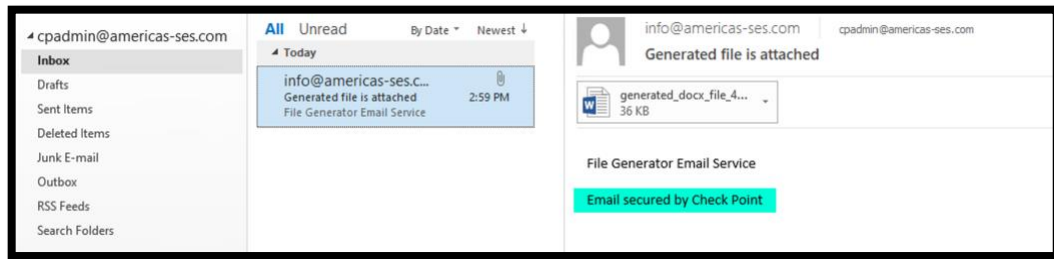 cpadmin@americas-ses.com
Inbox
Drafts
Sent Items
Deleted Items
Junk E-mail
Outbox
RSS Feeds
Search Folders
All Unread By Date Newest ↓
Today
info@americas-ses.c...
Generated file is attached 2:59 PM
File Generator Email Service
info@americas-ses.com cpadmin@americas-ses.com
Generated file is attached
generated_docx_file_4...
36 KB
File Generator Email Service
Email secured by Check Point